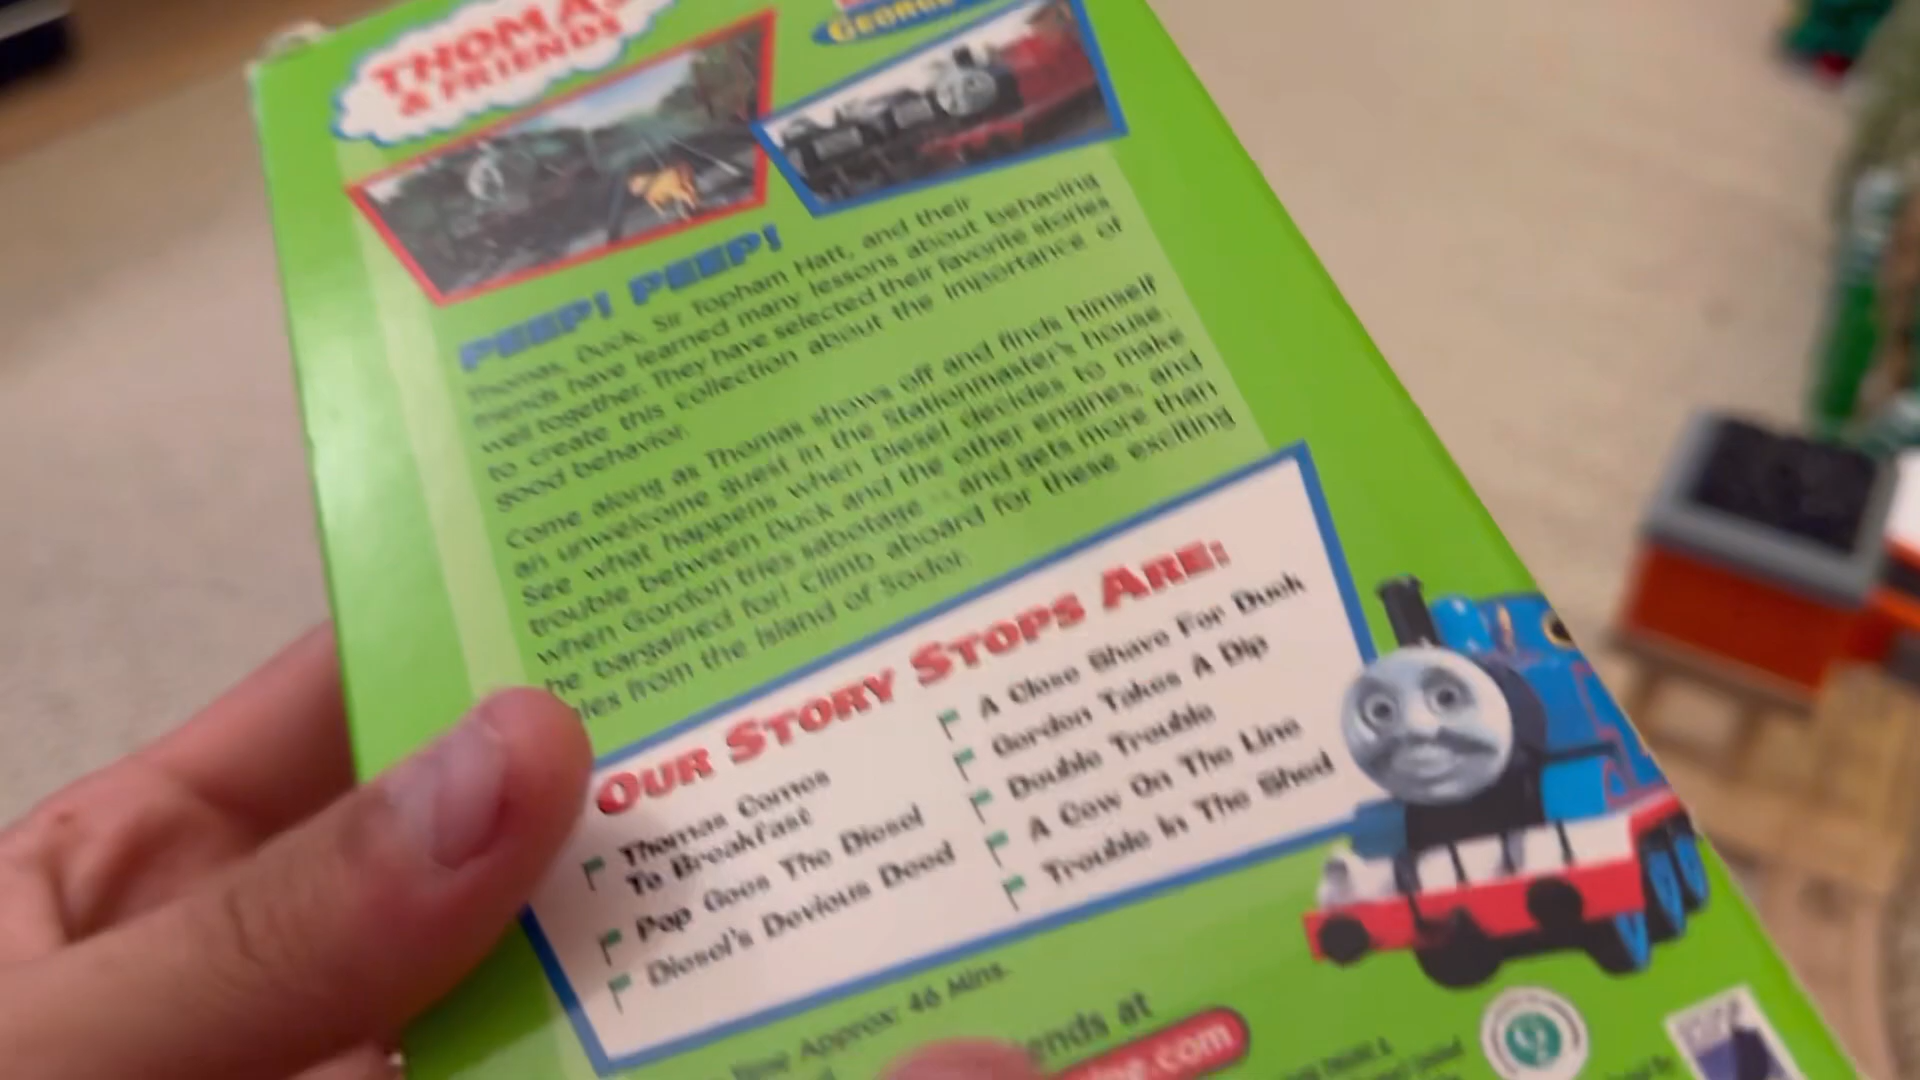 THOMAS
& FRIENDS
GEORGE
PEEP! PEEP!
Thomas, Duck, Sir Topham Hatt, and their
friends have learned many lessons about behaving
well together. They have selected their favorite stories
to create this collection about the importance of
good behavior.
Come along as Thomas shows off and finds himself
an unwelcome guest in the Stationmaster's house.
See what happens when Diesel decides to make
trouble between Duck and the other engines, and
when Gordon tries sabotage -- and gets more than
he bargained for! Climb aboard for these exciting
les from the Island of Sodor.
OUR STORY STOPS ARE:
Thomas Comes
To Breakfast
Pop Goes The Diesel
Diesel's Devious Deed
A Close Shave For Duck
Gordon Takes A Dip
Double Trouble
A Cow On The Line
Trouble In The Shed
Approx: 46 Mins.
ends at
.com